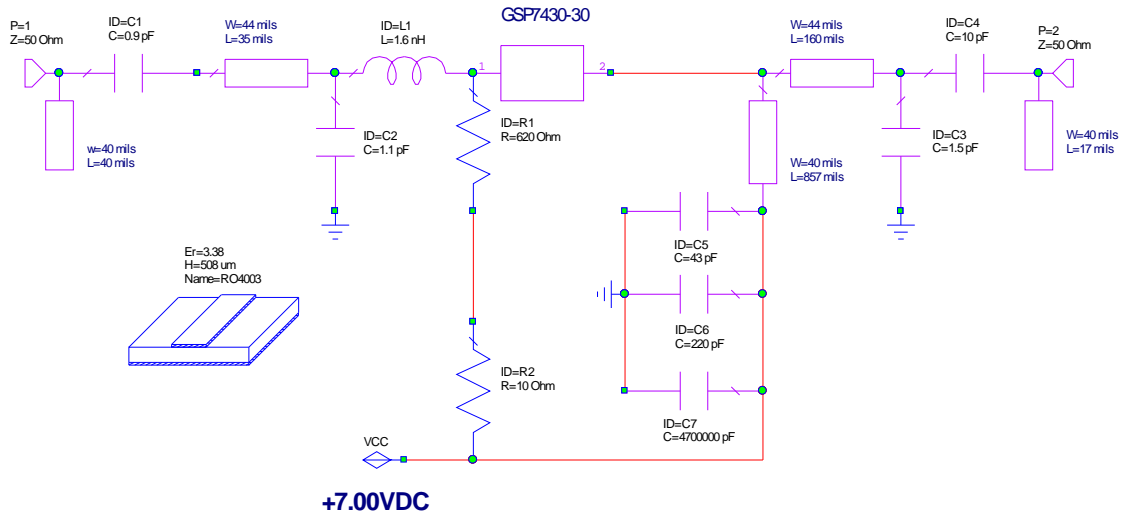 GSP7430-30
P=1
Z=50 Ohm
ID=C1
C=0.9 pF
W=44 mils
L=35 mils
ID=L1
L=1.6 nH
1
2
W=44 mils
L=160 mils
ID=C4
C=10 pF
P=2
Z=50 Ohm
w=40 mils
L=40 mils
ID=C2
C=1.1 pF
ID=R1
R=620 Ohm
W=40 mils
L=857 mils
ID=C3
C=1.5 pF
W=40 mils
L=17 mils
Er=3.38
H=508 um
Name=RO4003
ID=C5
C=43 pF
ID=C6
C=220 pF
ID=R2
R=10 Ohm
ID=C7
C=4700000 pF
VCC
+7.00VDC